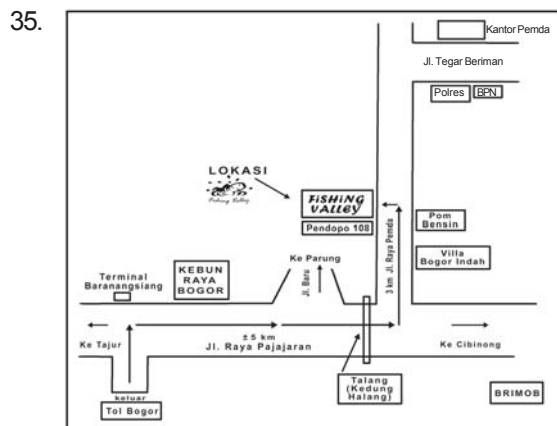 35.
Kantor Pemda
Jl. Tegar Beriman
Polres
BPN
LOKASI
Fishing Valley
FiSHiNG
VALLEY
Pendopo 108
Pom
Bensin
Ke Parung
Villa
Bogor Indah
Jl. Baru
3 km Jl. Raya Pemda
Terminal
Baranangsiang
KEBUN
RAYA
BOGOR
± 5 km
Ke Tajur
Jl. Raya Pajajaran
Ke Cibinong
keluar
Tol Bogor
Talang
(Kedung
Halang)
BRIMOB